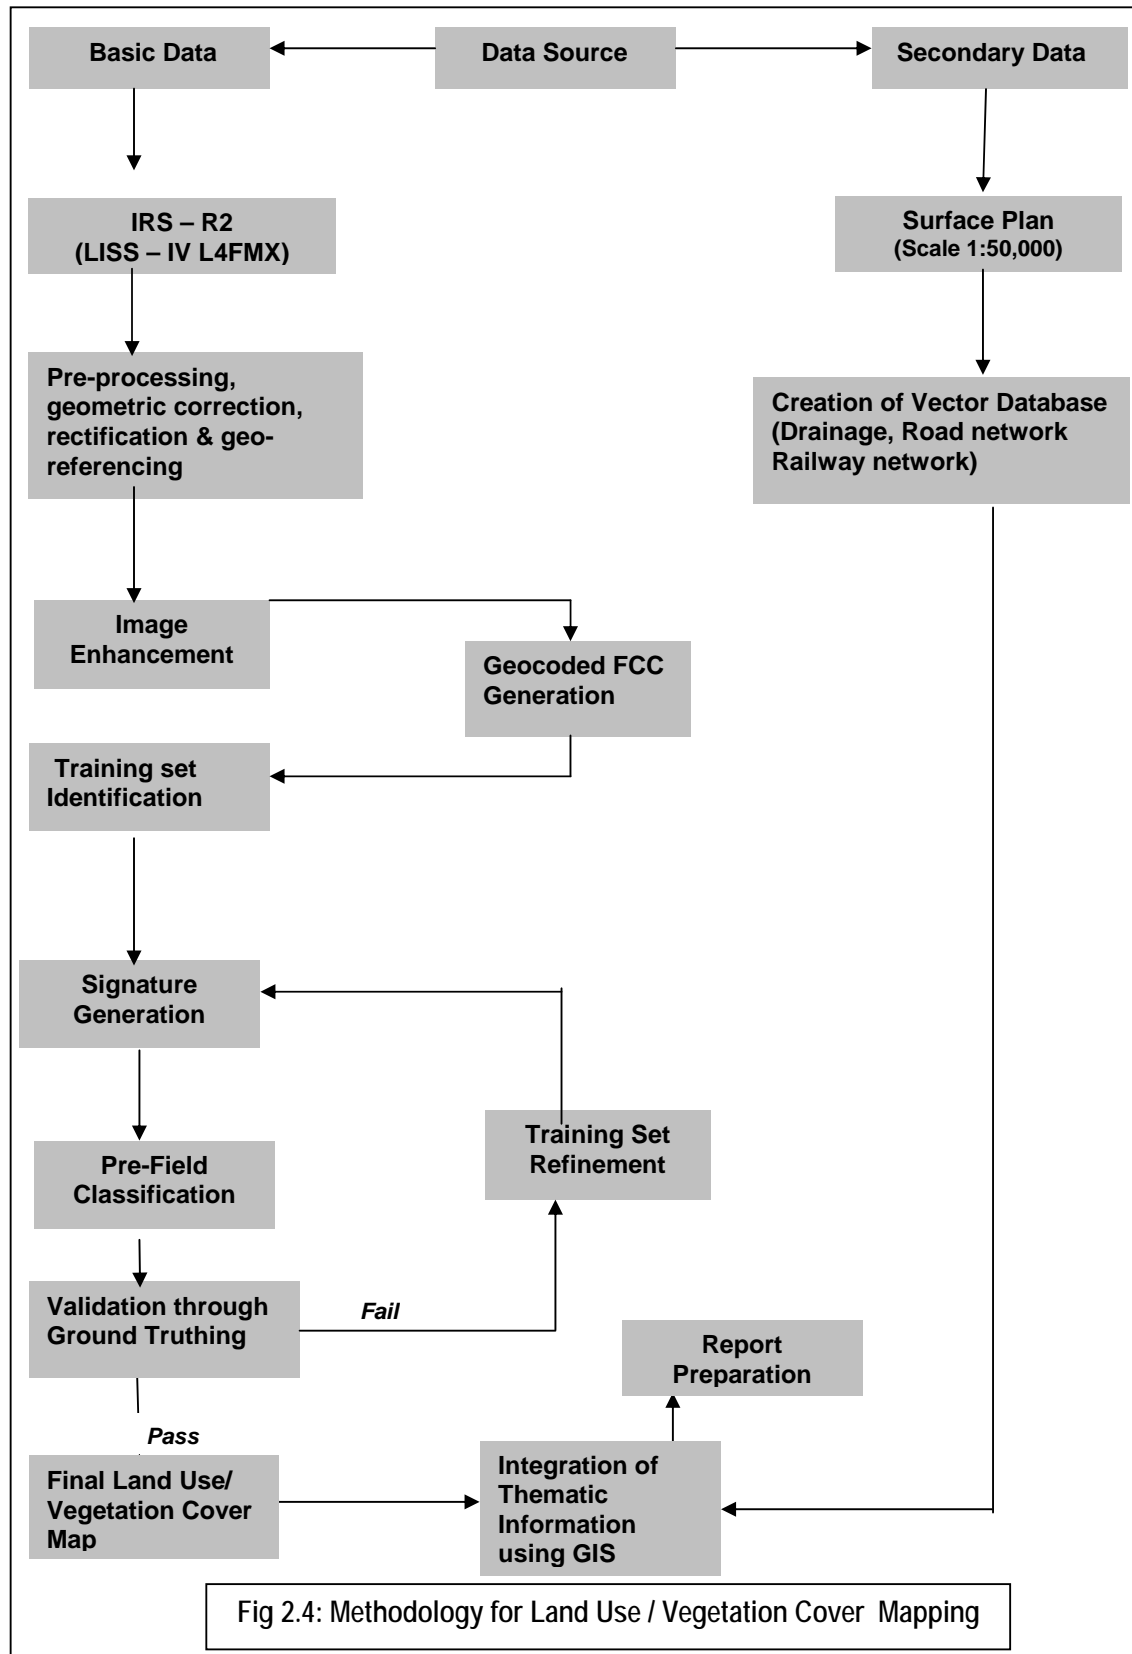 Basic Data
Data Source
Secondary Data
IRS – R2
(LISS – IV L4FMX)
Surface Plan
(Scale 1:50,000)
Pre-processing,
geometric correction,
rectification & geo-
referencing
Creation of Vector Database
(Drainage, Road network
Railway network)
Image
Enhancement
Geocoded FCC
Generation
Training set
Identification
Signature
Generation
Training Set
Refinement
Pre-Field
Classification
Validation through
Ground Truthing
Fail
Report
Preparation
Pass
Final Land Use/
Vegetation Cover
Map
Integration of
Thematic
Information
using GIS
Fig 2.4: Methodology for Land Use / Vegetation Cover Mapping